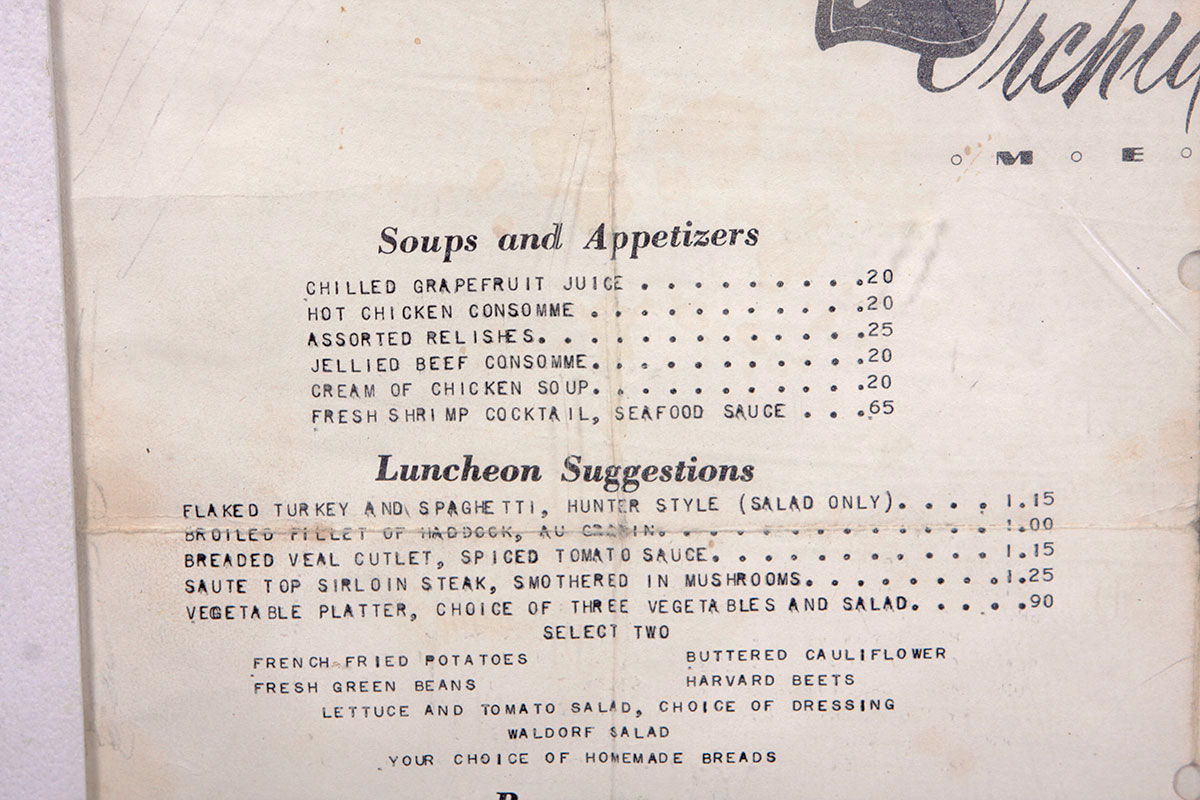 Orchid
M E
Soups and Appetizers
CHILLED GRAPEFRUIT JUICE . . . . . . . . . .20
HOT CHICKEN CONSOMME . . . . . . . . . . . .20
ASSORTED RELISHES. . . . . . . . . . . . . .25
JELLIED BEEF CONSOMME. . . . . . . . . . . .20
CREAM OF CHICKEN SOUP. . . . . . . . . . . .20
FRESH SHRIMP COCKTAIL, SEAFOOD SAUCE . . . .65
Luncheon Suggestions
FLAKED TURKEY AND SPAGHETTI, HUNTER STYLE (SALAD ONLY). . . . 1.15
BROILED FILLET OF HADDOCK, AU GRATIN. . . . . . . . . . . . . 1.00
BREADED VEAL CUTLET, SPICED TOMATO SAUCE. . . . . . . . . . . 1.15
SAUTE TOP SIRLOIN STEAK, SMOTHERED IN MUSHROOMS. . . . . . . .1.25
VEGETABLE PLATTER, CHOICE OF THREE VEGETABLES AND SALAD. . . . .90
SELECT TWO
FRENCH FRIED POTATOES BUTTERED CAULIFLOWER
FRESH GREEN BEANS HARVARD BEETS
LETTUCE AND TOMATO SALAD, CHOICE OF DRESSING
WALDORF SALAD
YOUR CHOICE OF HOMEMADE BREADS